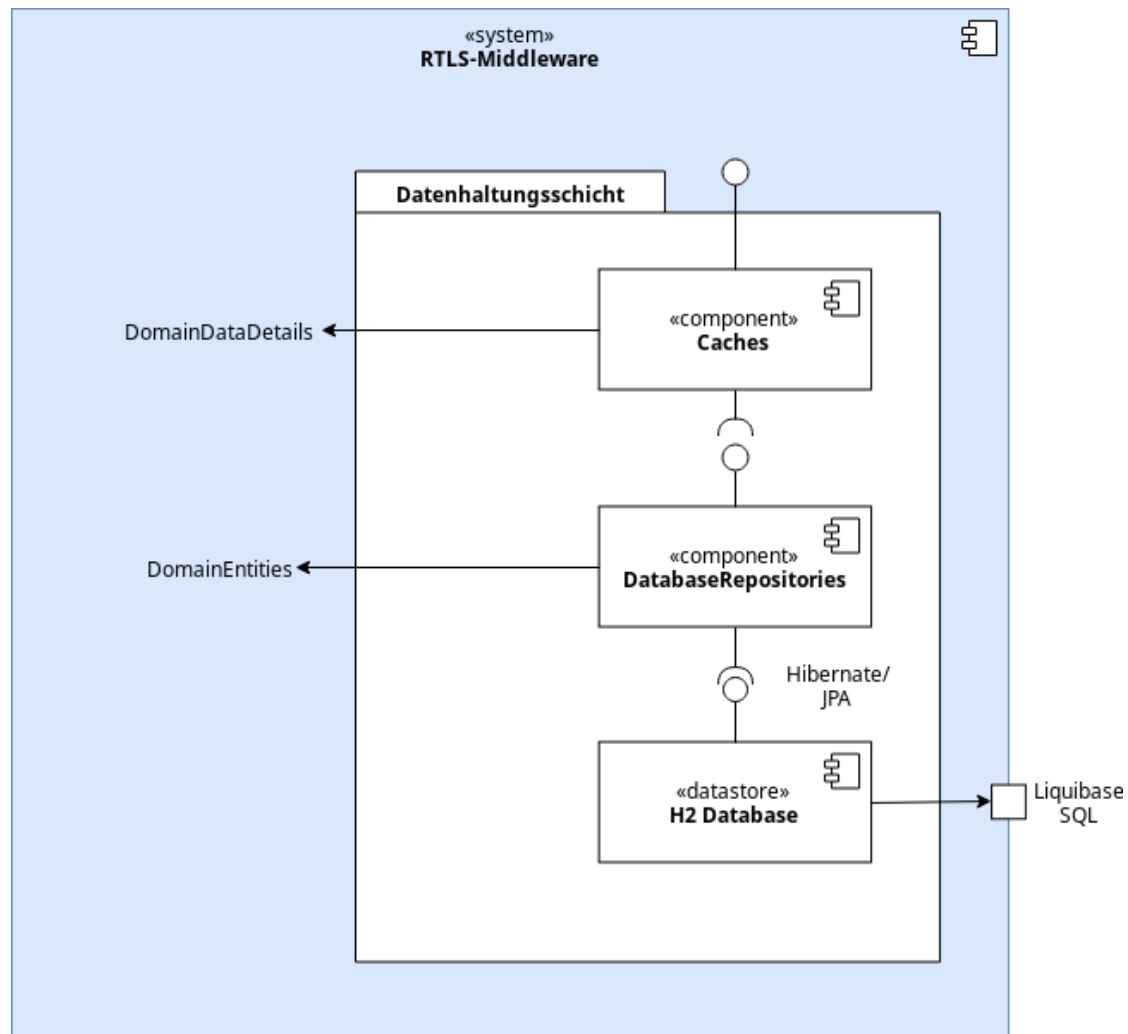 «system»
RTLS-Middleware
Datenhaltungsschicht
«component»
Caches
DomainDataDetails
«component»
DatabaseRepositories
DomainEntities
Hibernate/
JPA
«datastore»
H2 Database
Liquibase
SQL